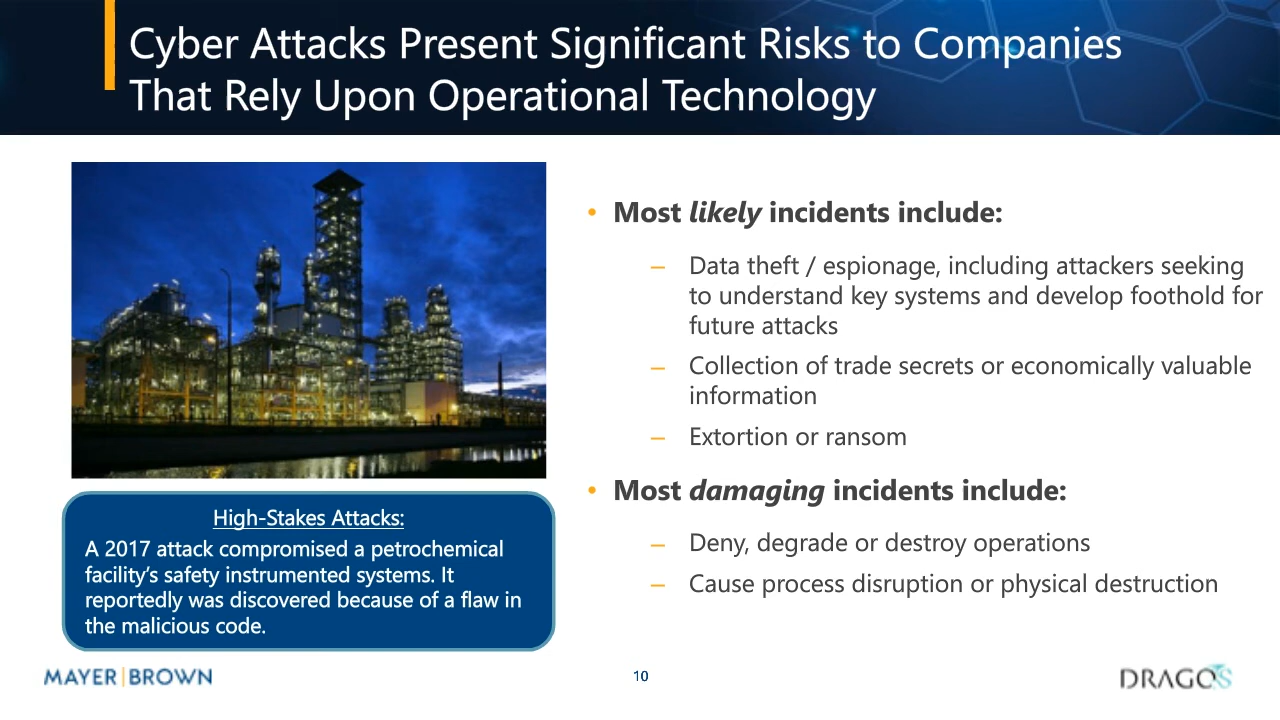 Cyber Attacks Present Significant Risks to Companies
That Rely Upon Operational Technology
• Most likely incidents include:
– Data theft / espionage, including attackers seeking
to understand key systems and develop foothold for
future attacks
– Collection of trade secrets or economically valuable
information
– Extortion or ransom
• Most damaging incidents include:
– Deny, degrade or destroy operations
– Cause process disruption or physical destruction
High-Stakes Attacks:
A 2017 attack compromised a petrochemical
facility’s safety instrumented systems. It
reportedly was discovered because of a flaw in
the malicious code.
MAYER | BROWN
10
DRAGOS